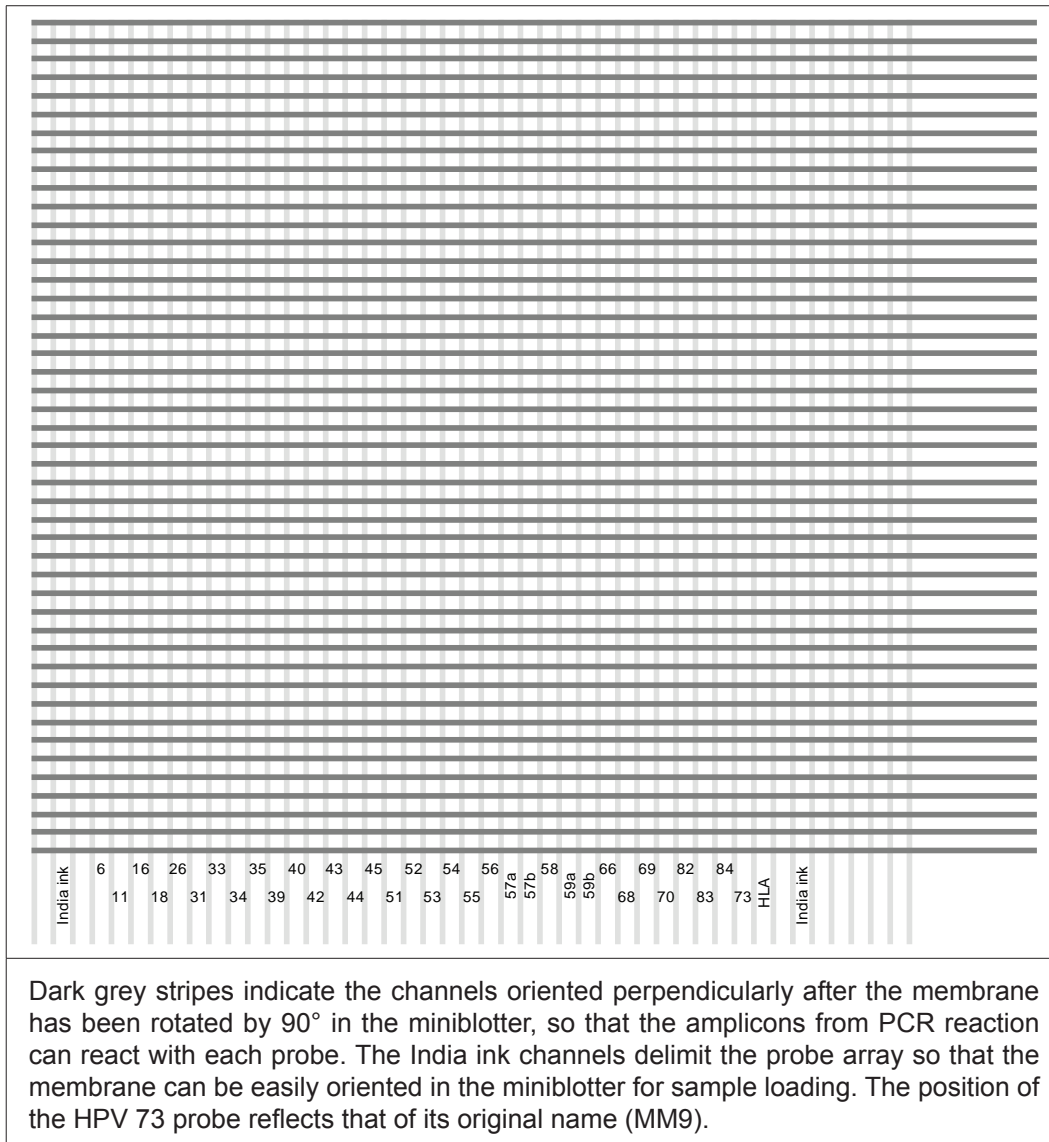 6 16 26 33 35 40 43 45 52 54 56 58 66 69 82 84
India ink 11 18 31 34 39 42 44 51 53 55 57a 57b 59a 59b 68 70 83 73 HLA India ink
Dark grey stripes indicate the channels oriented perpendicularly after the membrane
has been rotated by 90° in the miniblotter, so that the amplicons from PCR reaction
can react with each probe. The India ink channels delimit the probe array so that the
membrane can be easily oriented in the miniblotter for sample loading. The position of
the HPV 73 probe reflects that of its original name (MM9).